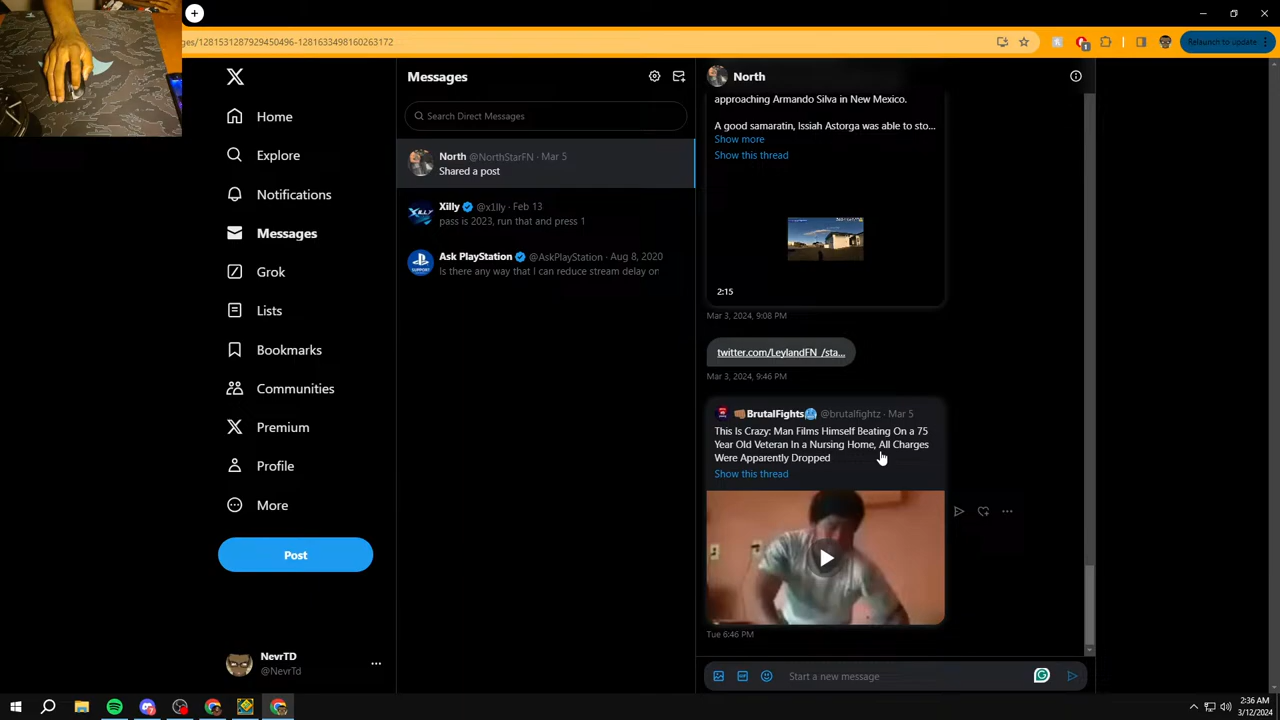 ges/1281531287929450496-1281633498160263172
Relaunch to update
Home
Explore
Notifications
Messages
Grok
Lists
Bookmarks
Communities
Premium
Profile
More
Post
NevrTD
@NevrTd
Messages
Search Direct Messages
North @NorthStarFN · Mar 5
Shared a post
Xilly @x1lly · Feb 13
pass is 2023, run that and press 1
Ask PlayStation @AskPlayStation · Aug 8, 2020
Is there any way that I can reduce stream delay on
North
approaching Armando Silva in New Mexico.
A good samaratin, Issiah Astorga was able to sto...
Show more
Show this thread
2:15
Mar 3, 2024, 9:08 PM
twitter.com/LeylandFN_/sta...
Mar 3, 2024, 9:46 PM
BrutalFights @brutalfightz · Mar 5
This Is Crazy: Man Films Himself Beating On a 75
Year Old Veteran In a Nursing Home, All Charges
Were Apparently Dropped
Show this thread
Tue 6:46 PM
Start a new message
2:36 AM
3/12/2024